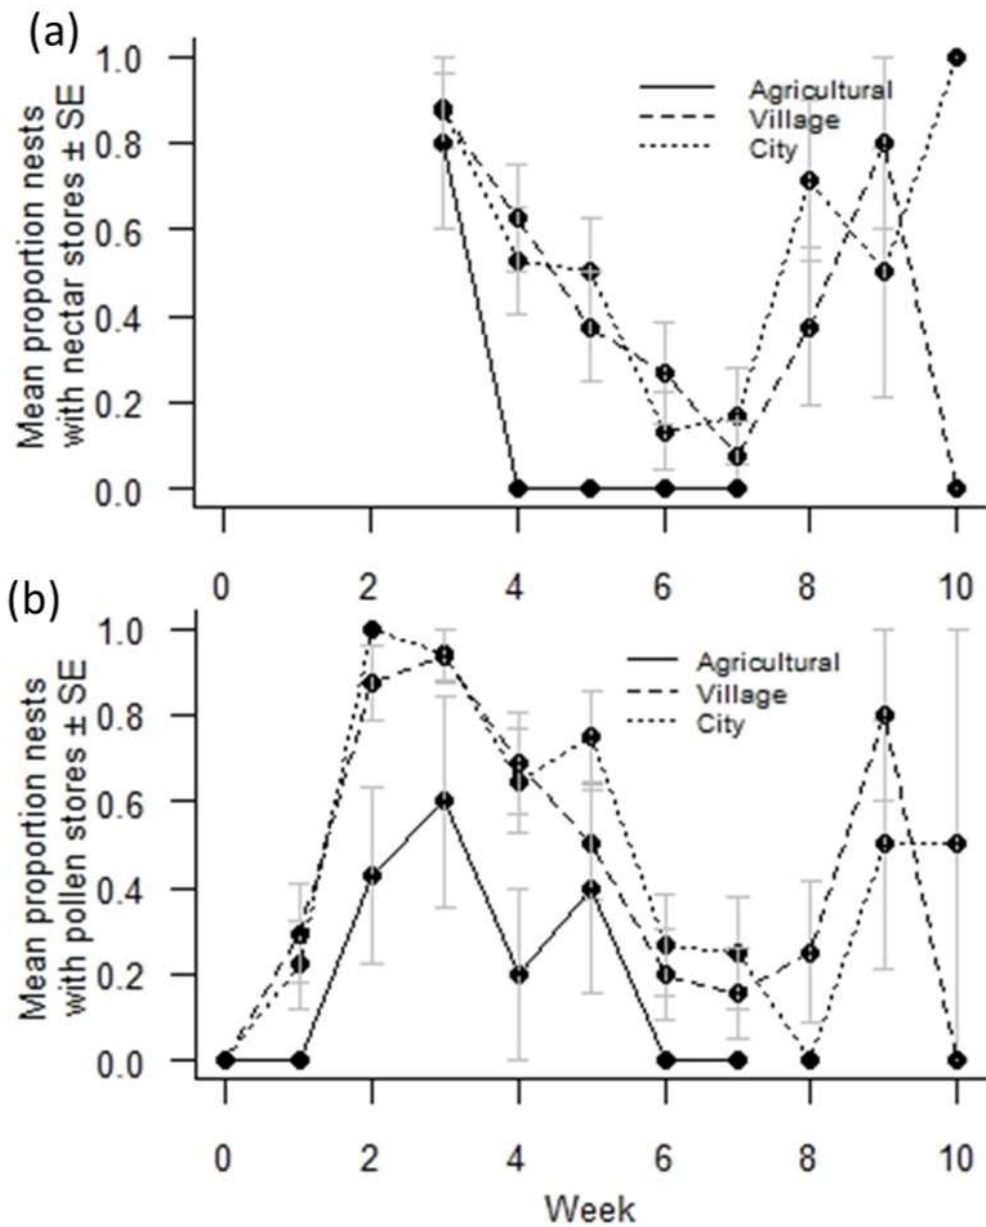 (a)
Mean proportion nests
with nectar stores ± SE
1.0
0.8
0.6
0.4
0.2
0.0
Agricultural
Village
City
0 2 4 6 8 10
(b)
Mean proportion nests
with pollen stores ± SE
1.0
0.8
0.6
0.4
0.2
0.0
Agricultural
Village
City
0 2 4 6 8 10
Week